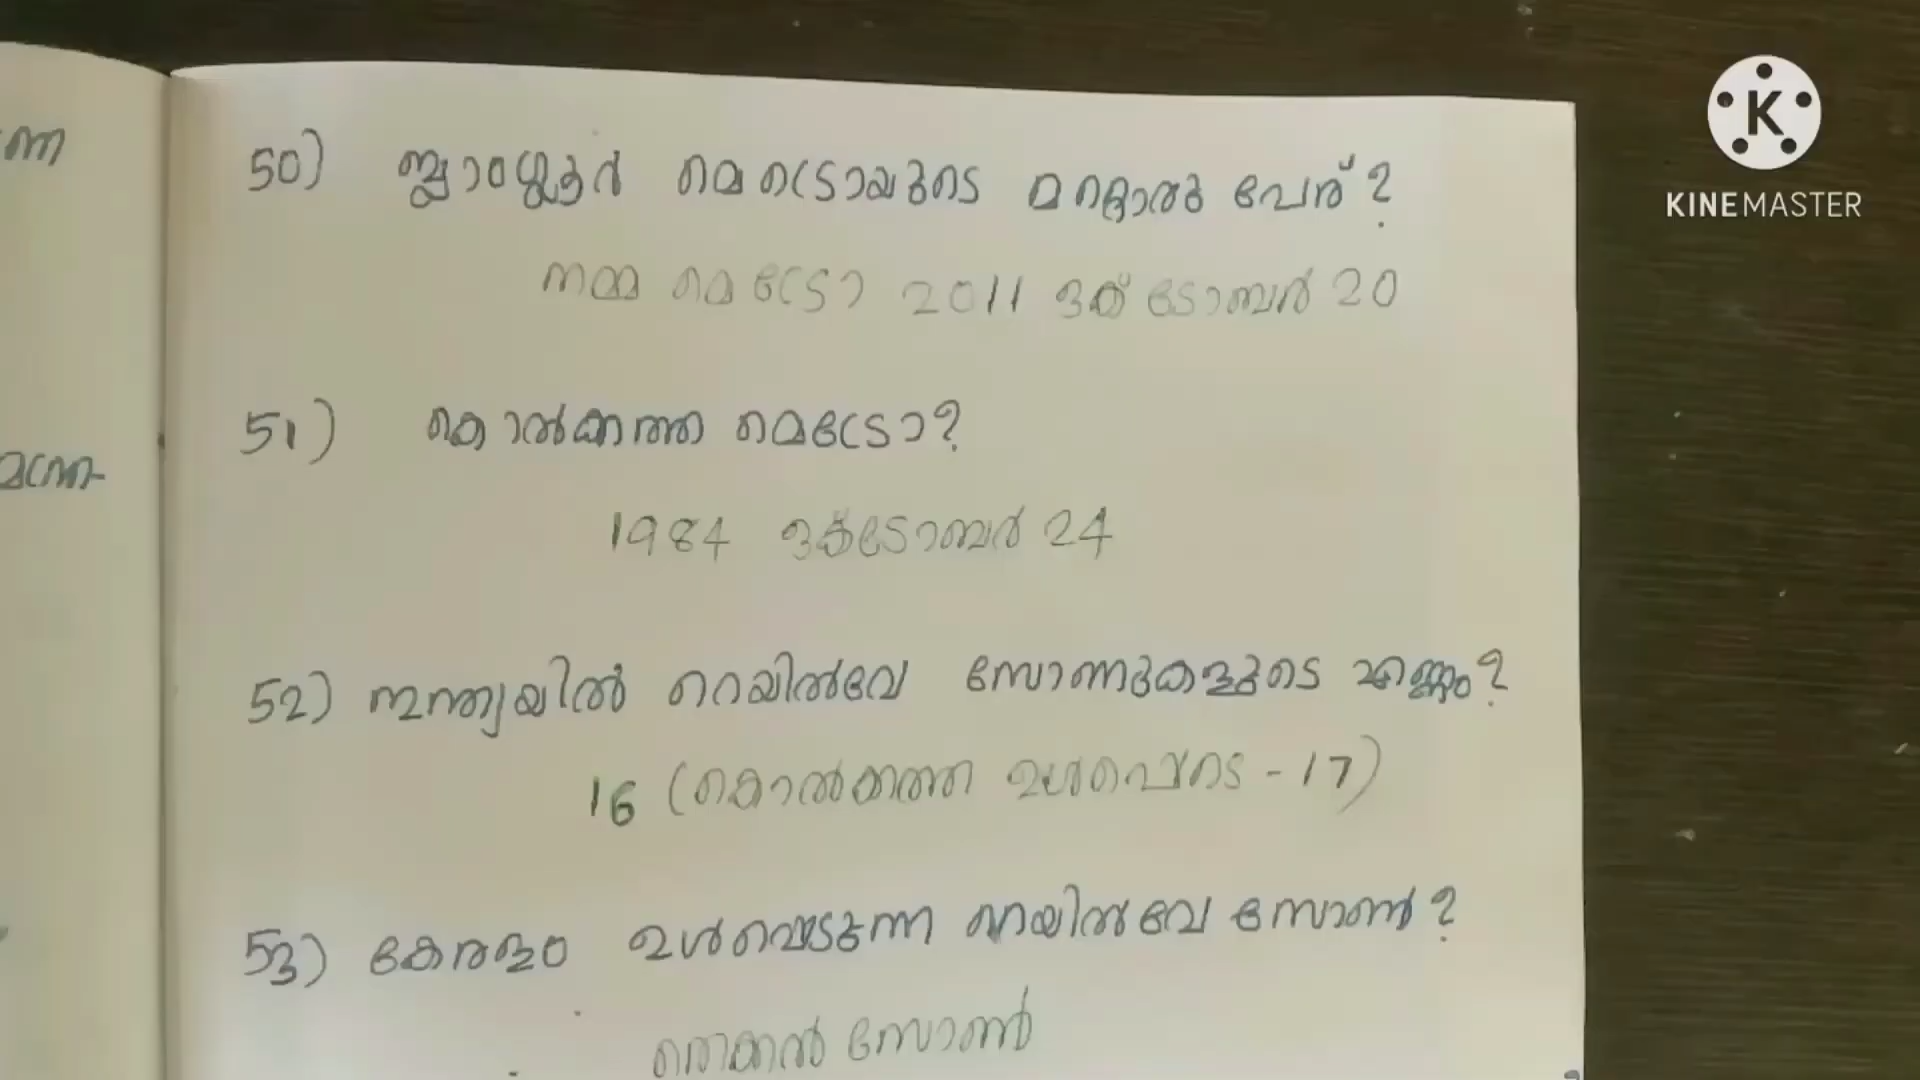 50) ബ്ലാംഗ്ലൂർ മെട്രോയുടെ മറ്റൊരു പേര്?
നമ്മ മെട്രോ 2011 ഒക്ടോബർ 20
51) കൊൽക്കത്ത മെട്രോ?
1984 ഒക്ടോബർ 24
52) ഇന്ത്യയിൽ റെയിൽവേ സോണുകളുടെ എണ്ണം?
16 (കൊൽക്കത്ത ഉൾപ്പെടെ - 17)
53) കേരളം ഉൾപ്പെടുന്ന റെയിൽവേ സോൺ?
തെക്കൻ സോൺ
K
KINEMASTER